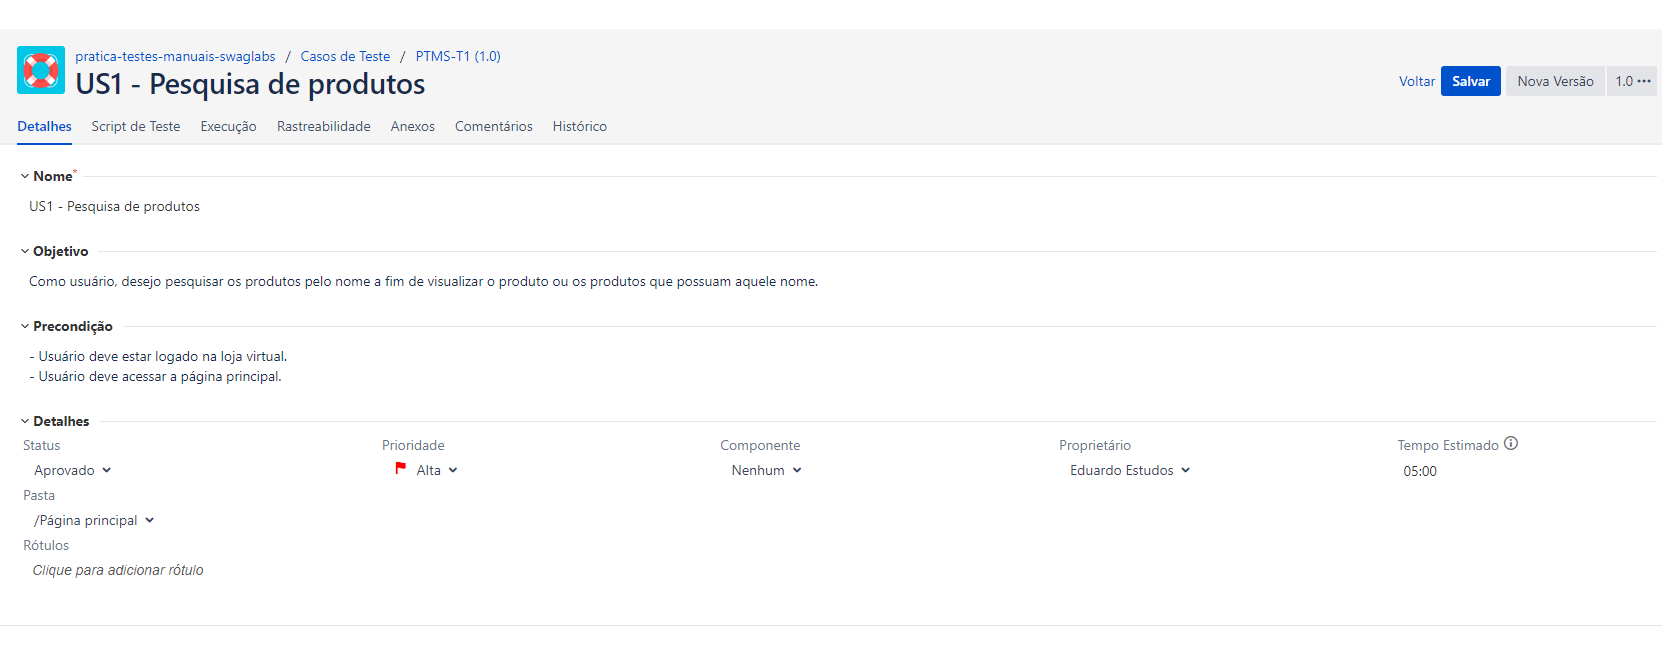 pratica-testes-manuais-swaglabs / Casos de Teste / PTMS-T1 (1.0)
US1 - Pesquisa de produtos
Voltar Salvar Nova Versão 1.0 ···
Detalhes Script de Teste Execução Rastreabilidade Anexos Comentários Histórico
Nome*
US1 - Pesquisa de produtos
Objetivo
Como usuário, desejo pesquisar os produtos pelo nome a fim de visualizar o produto ou os produtos que possuam aquele nome.
Precondição
- Usuário deve estar logado na loja virtual.
- Usuário deve acessar a página principal.
Detalhes
Status Prioridade Componente Proprietário Tempo Estimado
Aprovado Alta Nenhum Eduardo Estudos 05:00
Pasta
/Página principal
Rótulos
Clique para adicionar rótulo